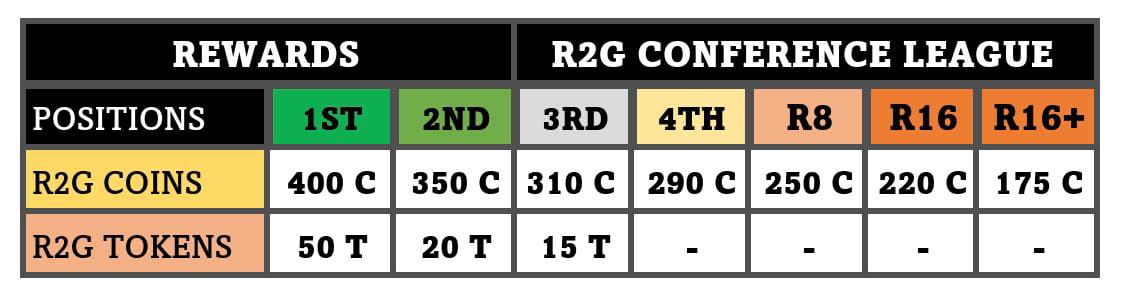 REWARDS R2G CONFERENCE LEAGUE
POSITIONS 1ST 2ND 3RD 4TH R8 R16 R16+
R2G COINS 400 C 350 C 310 C 290 C 250 C 220 C 175 C
R2G TOKENS 50 T 20 T 15 T - - - -